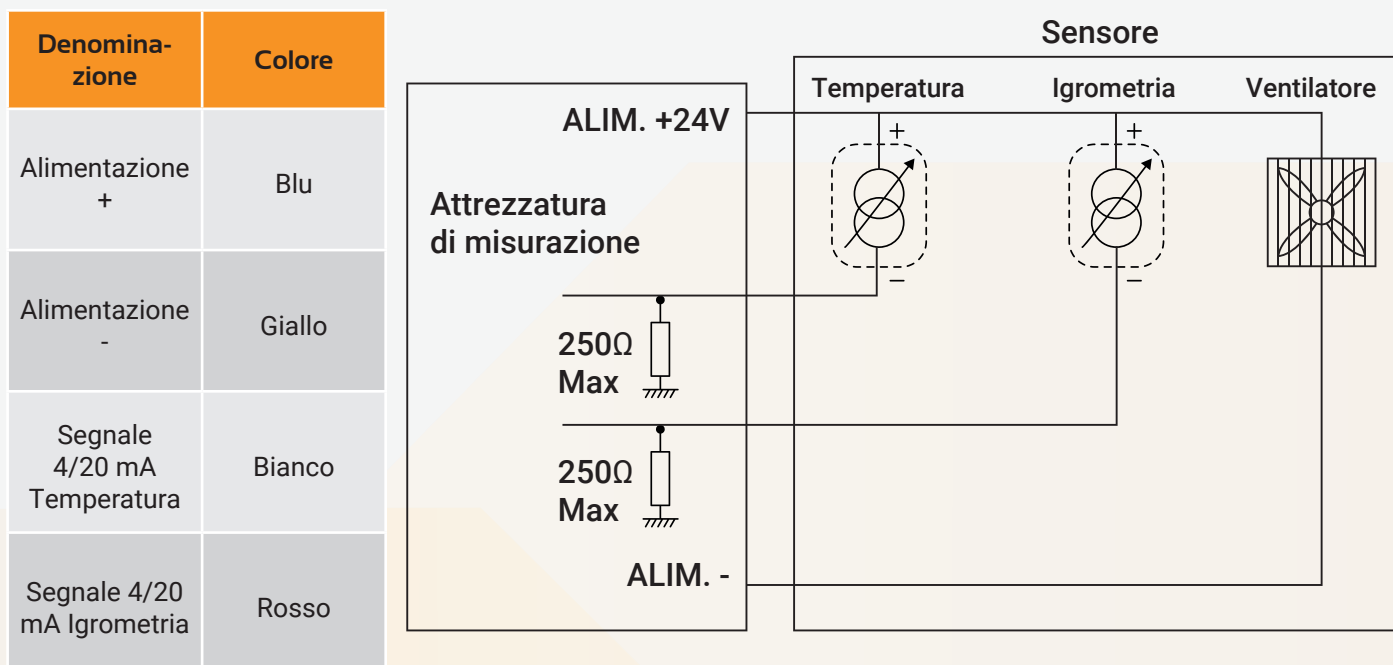 Denomina-
zione
Colore
Alimentazione
+
Blu
Alimentazione
-
Giallo
Segnale
4/20 mA
Temperatura
Bianco
Segnale 4/20
mA Igrometria
Rosso
Sensore
Temperatura
Igrometria
Ventilatore
ALIM. +24V
+
+
Attrezzatura
di misurazione
−
−
250Ω
Max
250Ω
Max
ALIM. -